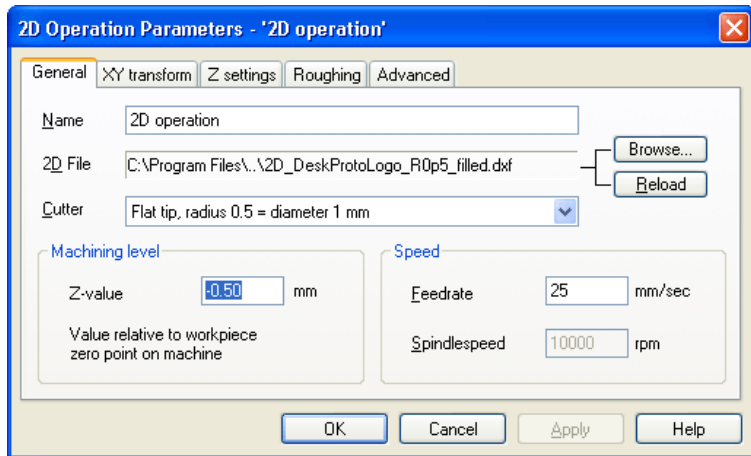 2D Operation Parameters - '2D operation'
General XY transform Z settings Roughing Advanced
Name 2D operation
2D File C:\Program Files\..\2D_DeskProtoLogo_R0p5_filled.dxf Browse...
Reload
Cutter Flat tip, radius 0.5 = diameter 1 mm
Machining level
Z-value -0.50 mm
Value relative to workpiece
zero point on machine
Speed
Feedrate 25 mm/sec
Spindlespeed 10000 rpm
OK Cancel Apply Help